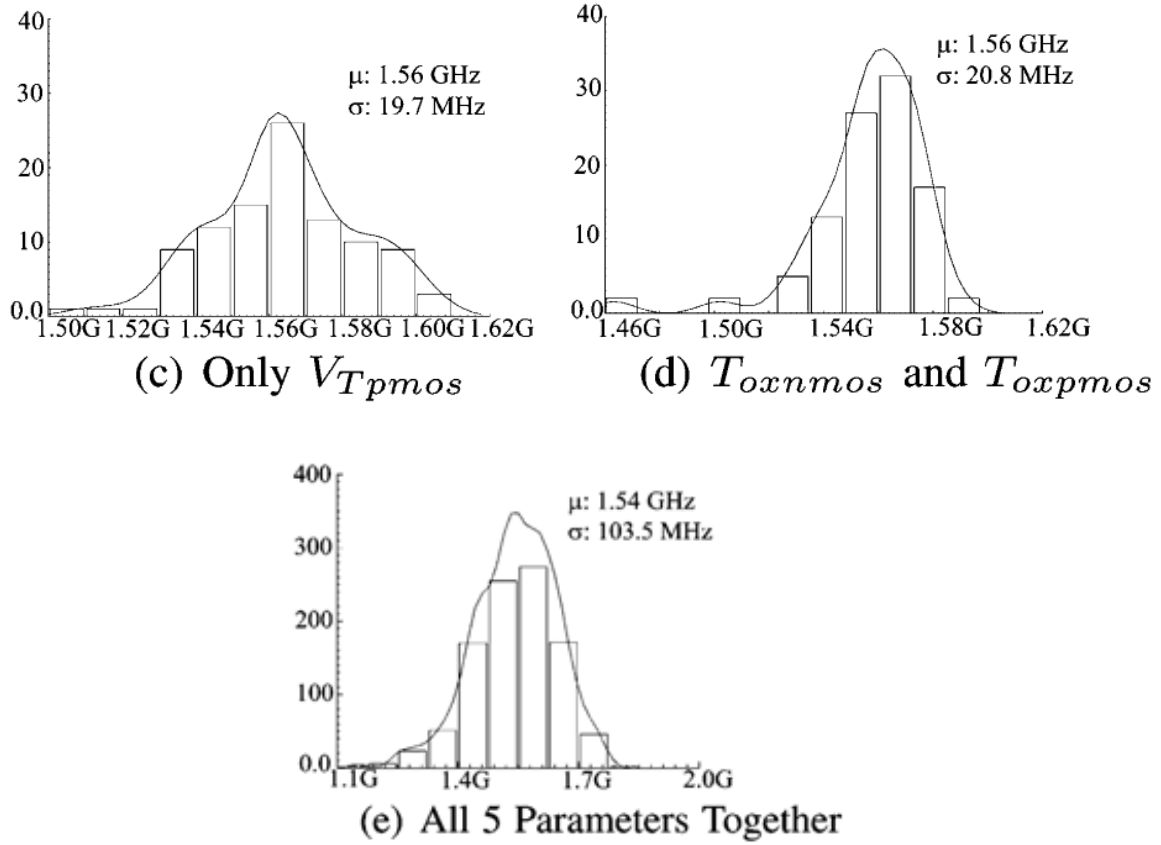 40
30
20
10
0.0
μ: 1.56 GHz
σ: 19.7 MHz
1.50G 1.52G 1.54G 1.56G 1.58G 1.60G 1.62G
(c) Only V_Tpmos
40
30
20
10
0.0
μ: 1.56 GHz
σ: 20.8 MHz
1.46G 1.50G 1.54G 1.58G 1.62G
(d) T_oxnmos and T_oxpmos
400
300
200
100
0.0
μ: 1.54 GHz
σ: 103.5 MHz
1.1G 1.4G 1.7G 2.0G
(e) All 5 Parameters Together